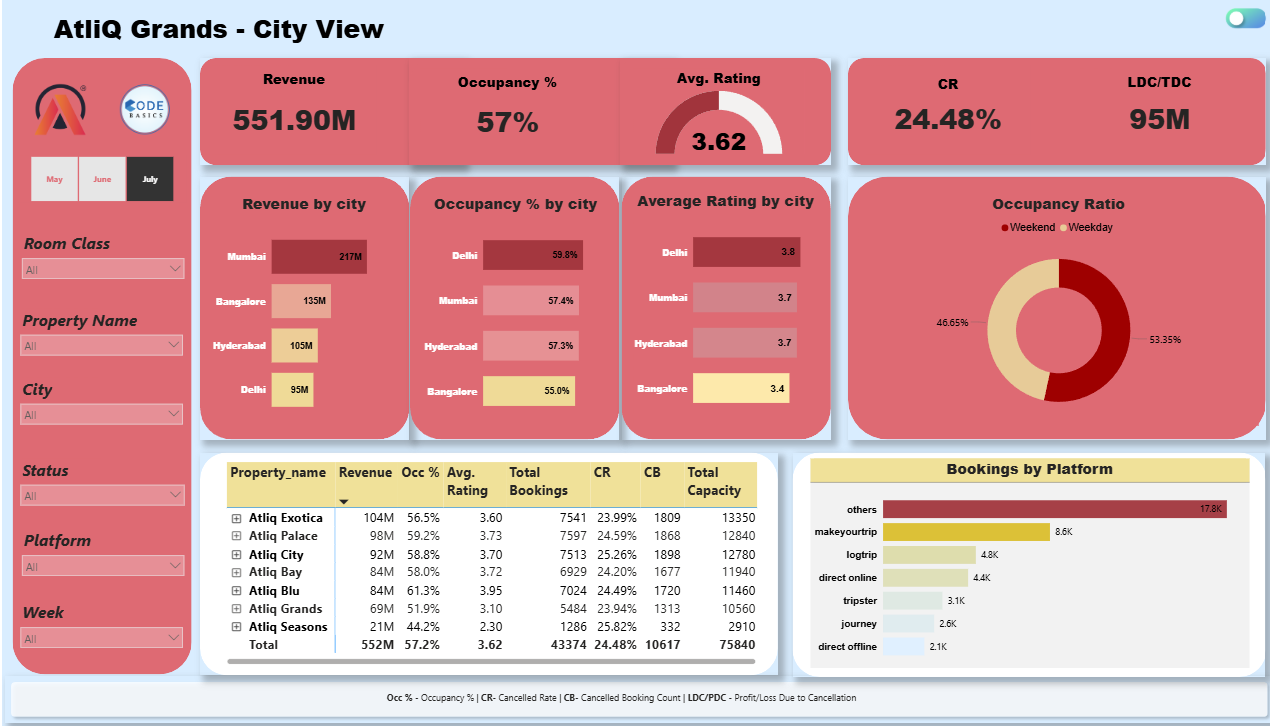 AtliQ Grands - City View
CODE
BASICS
May June July
Room Class
All
Property Name
All
City
All
Status
All
Platform
All
Week
All
Revenue
551.90M
Occupancy %
57%
Avg. Rating
3.62
CR
24.48%
LDC/TDC
95M
Revenue by city
Mumbai 217M
Bangalore 135M
Hyderabad 105M
Delhi 95M
Occupancy % by city
Delhi 59.8%
Mumbai 57.4%
Hyderabad 57.3%
Bangalore 55.0%
Average Rating by city
Delhi 3.8
Mumbai 3.7
Hyderabad 3.7
Bangalore 3.4
Occupancy Ratio
Weekend Weekday
46.65%
53.35%
Property_name Revenue Occ % Avg. Rating Total Bookings CR CB Total Capacity
Atliq Exotica 104M 56.5% 3.60 7541 23.99% 1809 13350
Atliq Palace 98M 59.2% 3.73 7597 24.59% 1868 12840
Atliq City 92M 58.8% 3.70 7513 25.26% 1898 12780
Atliq Bay 84M 58.0% 3.72 6929 24.20% 1677 11940
Atliq Blu 84M 61.3% 3.95 7024 24.49% 1720 11460
Atliq Grands 69M 51.9% 3.10 5484 23.94% 1313 10560
Atliq Seasons 21M 44.2% 2.30 1286 25.82% 332 2910
Total 552M 57.2% 3.62 43374 24.48% 10617 75840
Bookings by Platform
others 17.8K
makeyourtrip 8.6K
logtrip 4.8K
direct online 4.4K
tripster 3.1K
journey 2.6K
direct offline 2.1K
Occ % - Occupancy % | CR- Cancelled Rate | CB- Cancelled Booking Count | LDC/PDC - Profit/Loss Due to Cancellation